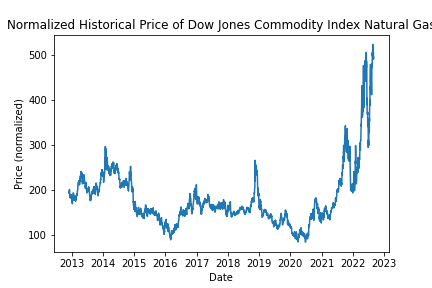 Normalized Historical Price of Dow Jones Commodity Index Natural Gas
500
400
300
200
100
Price (normalized)
2013 2014 2015 2016 2017 2018 2019 2020 2021 2022 2023
Date